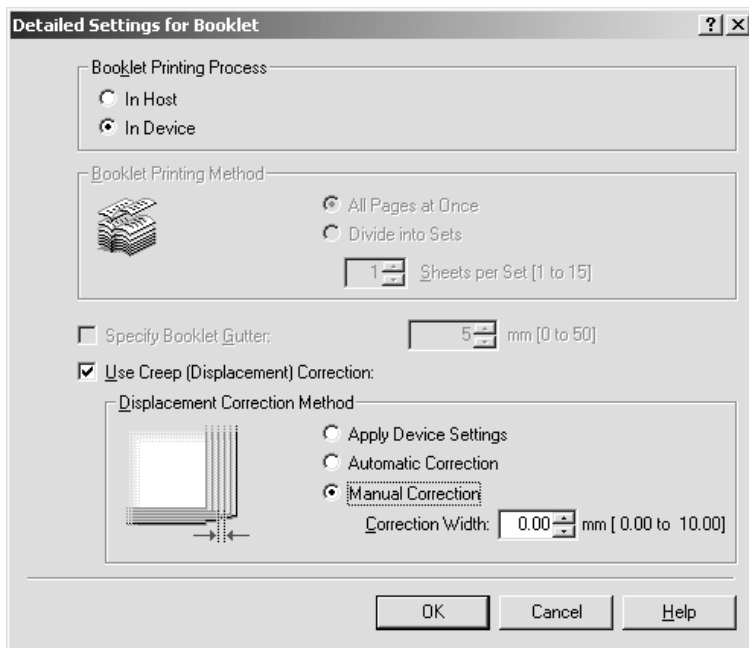 Detailed Settings for Booklet
Booklet Printing Process
In Host
In Device
Booklet Printing Method
All Pages at Once
Divide into Sets
1 Sheets per Set [1 to 15]
Specify Booklet Gutter: 5 mm [0 to 50]
Use Creep (Displacement) Correction:
Displacement Correction Method
Apply Device Settings
Automatic Correction
Manual Correction
Correction Width: 0.00 mm [ 0.00 to 10.00]
OK Cancel Help